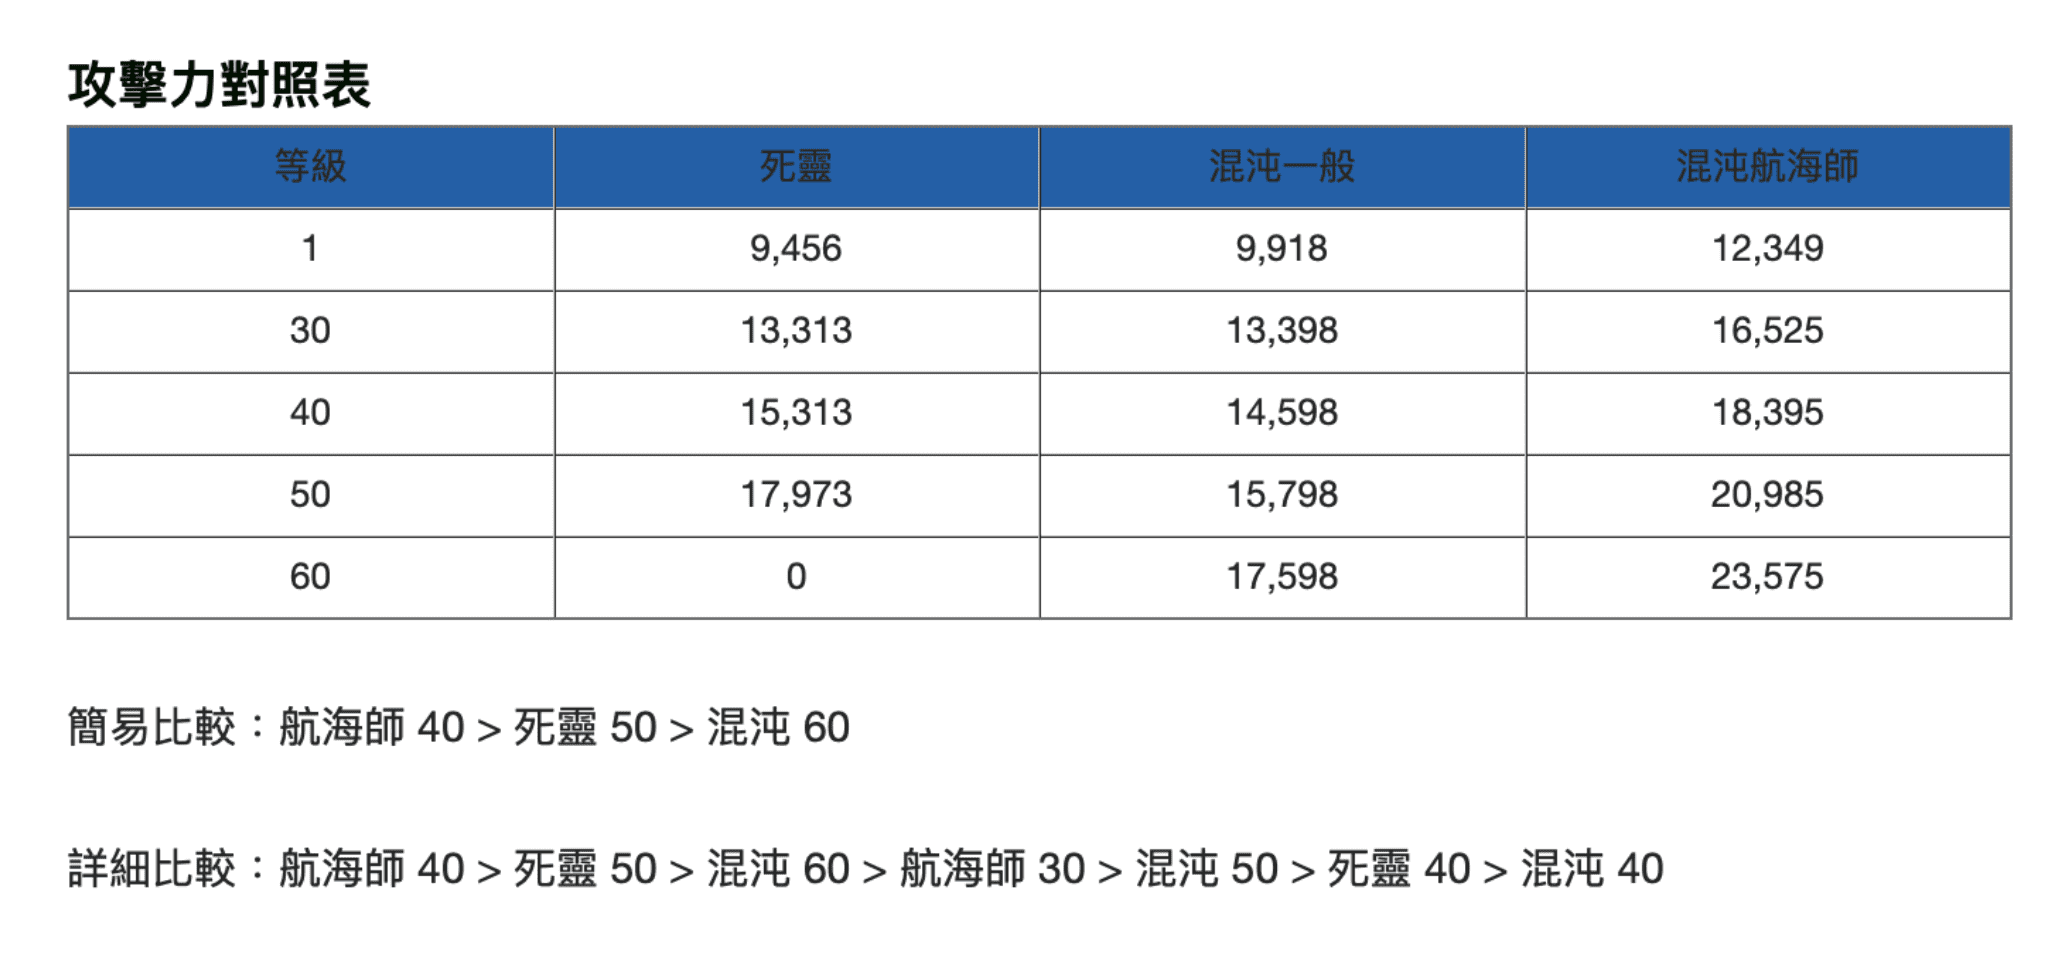 攻擊力對照表
等級 死靈 混沌一般 混沌航海師
1 9,456 9,918 12,349
30 13,313 13,398 16,525
40 15,313 14,598 18,395
50 17,973 15,798 20,985
60 0 17,598 23,575
簡易比較：航海師 40 > 死靈 50 > 混沌 60
詳細比較：航海師 40 > 死靈 50 > 混沌 60 > 航海師 30 > 混沌 50 > 死靈 40 > 混沌 40